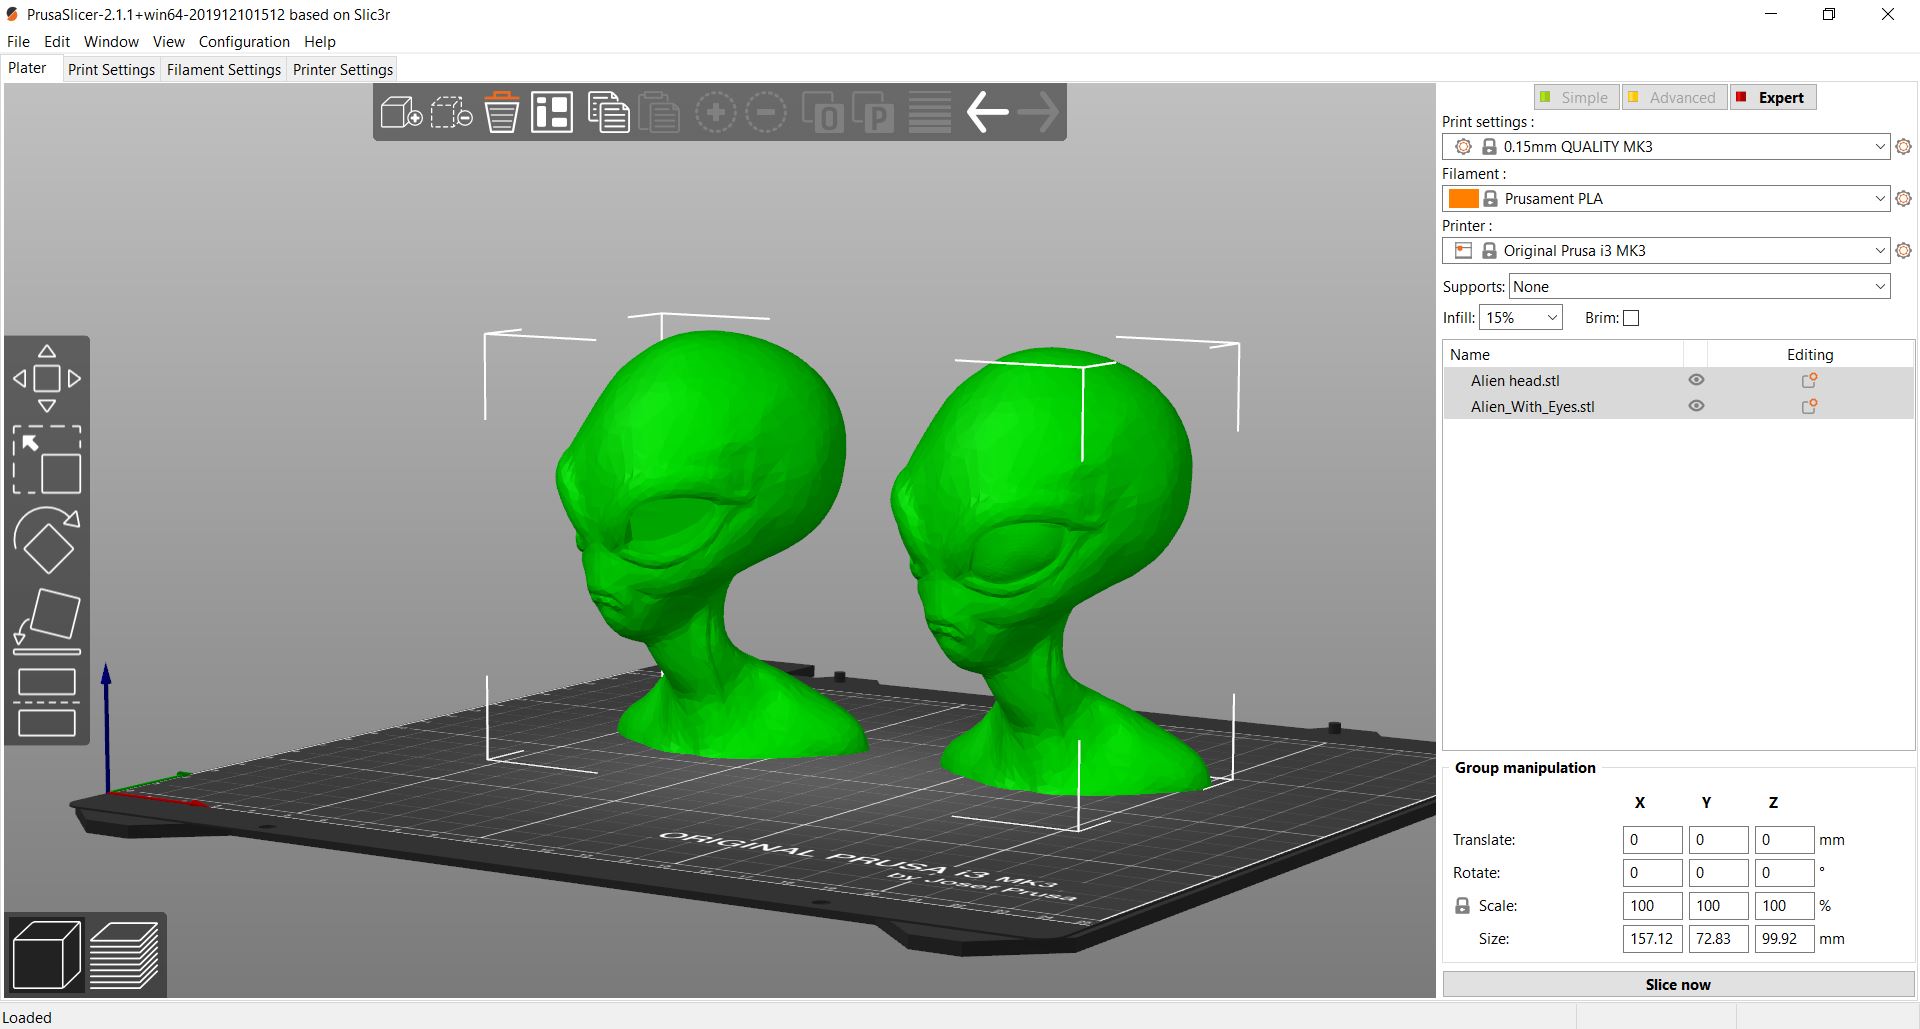 PrusaSlicer-2.1.1+win64-201912101512 based on Slic3r
File Edit Window View Configuration Help
Plater Print Settings Filament Settings Printer Settings
Simple Advanced Expert
Print settings :
0.15mm QUALITY MK3
Filament :
Prusament PLA
Printer :
Original Prusa i3 MK3
Supports: None
Infill: 15% Brim:
Name Editing
Alien head.stl
Alien_With_Eyes.stl
O P
ORIGINAL PRUSA i3 MK3
by Josef Prusa
Group manipulation
X Y Z
Translate: 0 0 0 mm
Rotate: 0 0 0 °
Scale: 100 100 100 %
Size: 157.12 72.83 99.92 mm
Slice now
Loaded